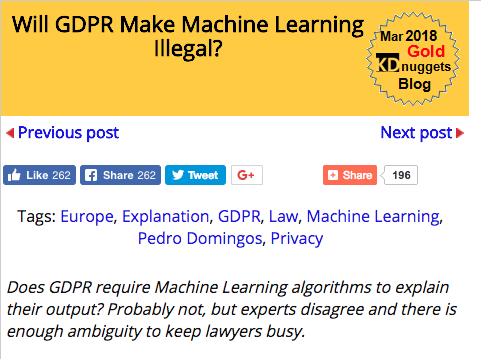 Will GDPR Make Machine Learning
Illegal?
Mar 2018
Gold
KDnuggets
Blog
Previous post
Next post
Like 262
Share 262
Tweet
G+
Share
196
Tags: Europe, Explanation, GDPR, Law, Machine Learning,
Pedro Domingos, Privacy
Does GDPR require Machine Learning algorithms to explain
their output? Probably not, but experts disagree and there is
enough ambiguity to keep lawyers busy.